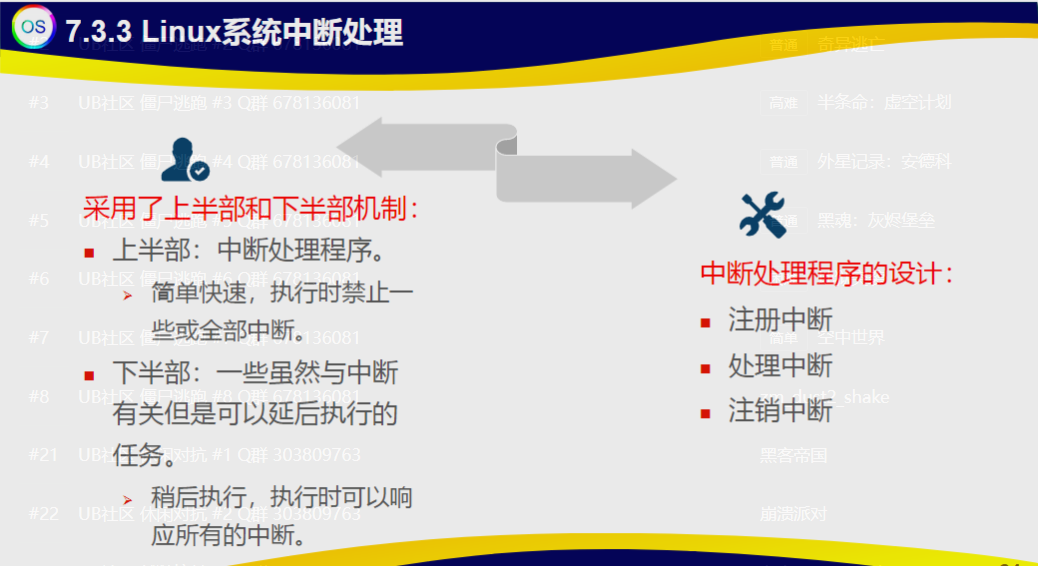 OS
7.3.3 Linux系统中断处理
采用了上半部和下半部机制：
上半部：中断处理程序。
简单快速，执行时禁止一
些或全部中断。
下半部：一些虽然与中断
有关但是可以延后执行的
任务。
稍后执行，执行时可以响
应所有的中断。
中断处理程序的设计：
注册中断
处理中断
注销中断
普通 奇异逃亡
#3 UB社区 僵尸逃跑 #3 Q群 678136081 高难 半条命：虚空计划
#4 UB社区 僵尸逃跑 #4 Q群 678136081 普通 外星记录：安德科
#5 UB社区 僵尸逃跑 #5 Q群 678136081 普通 黑魂：灰烬堡垒
#6 UB社区 僵尸逃跑 #6 Q群 678136081
#7 UB社区 僵尸逃跑 #7 Q群 678136081 简单 空中世界
#8 UB社区 僵尸逃跑 #8 Q群 678136081
#21 UB社区 休闲对抗 #1 Q群 303809763 黑客帝国
#22 UB社区 休闲对抗 #2 Q群 303809763 崩溃派对